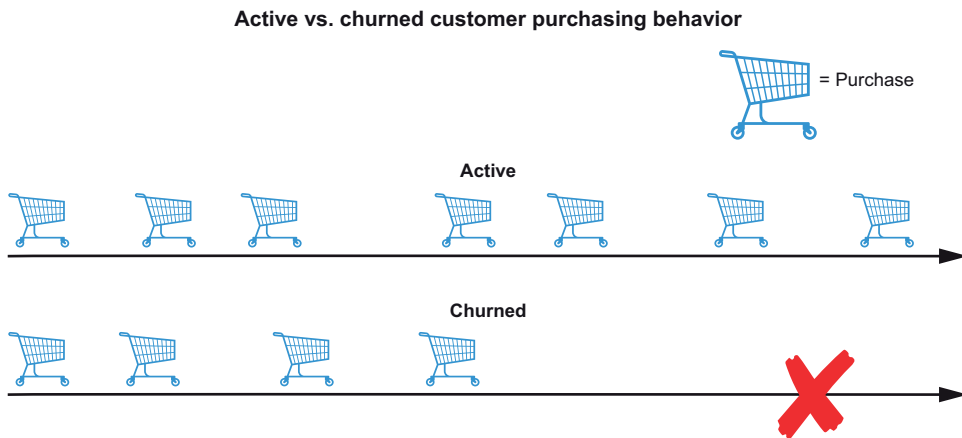 Active vs. churned customer purchasing behavior
= Purchase
Active
Churned